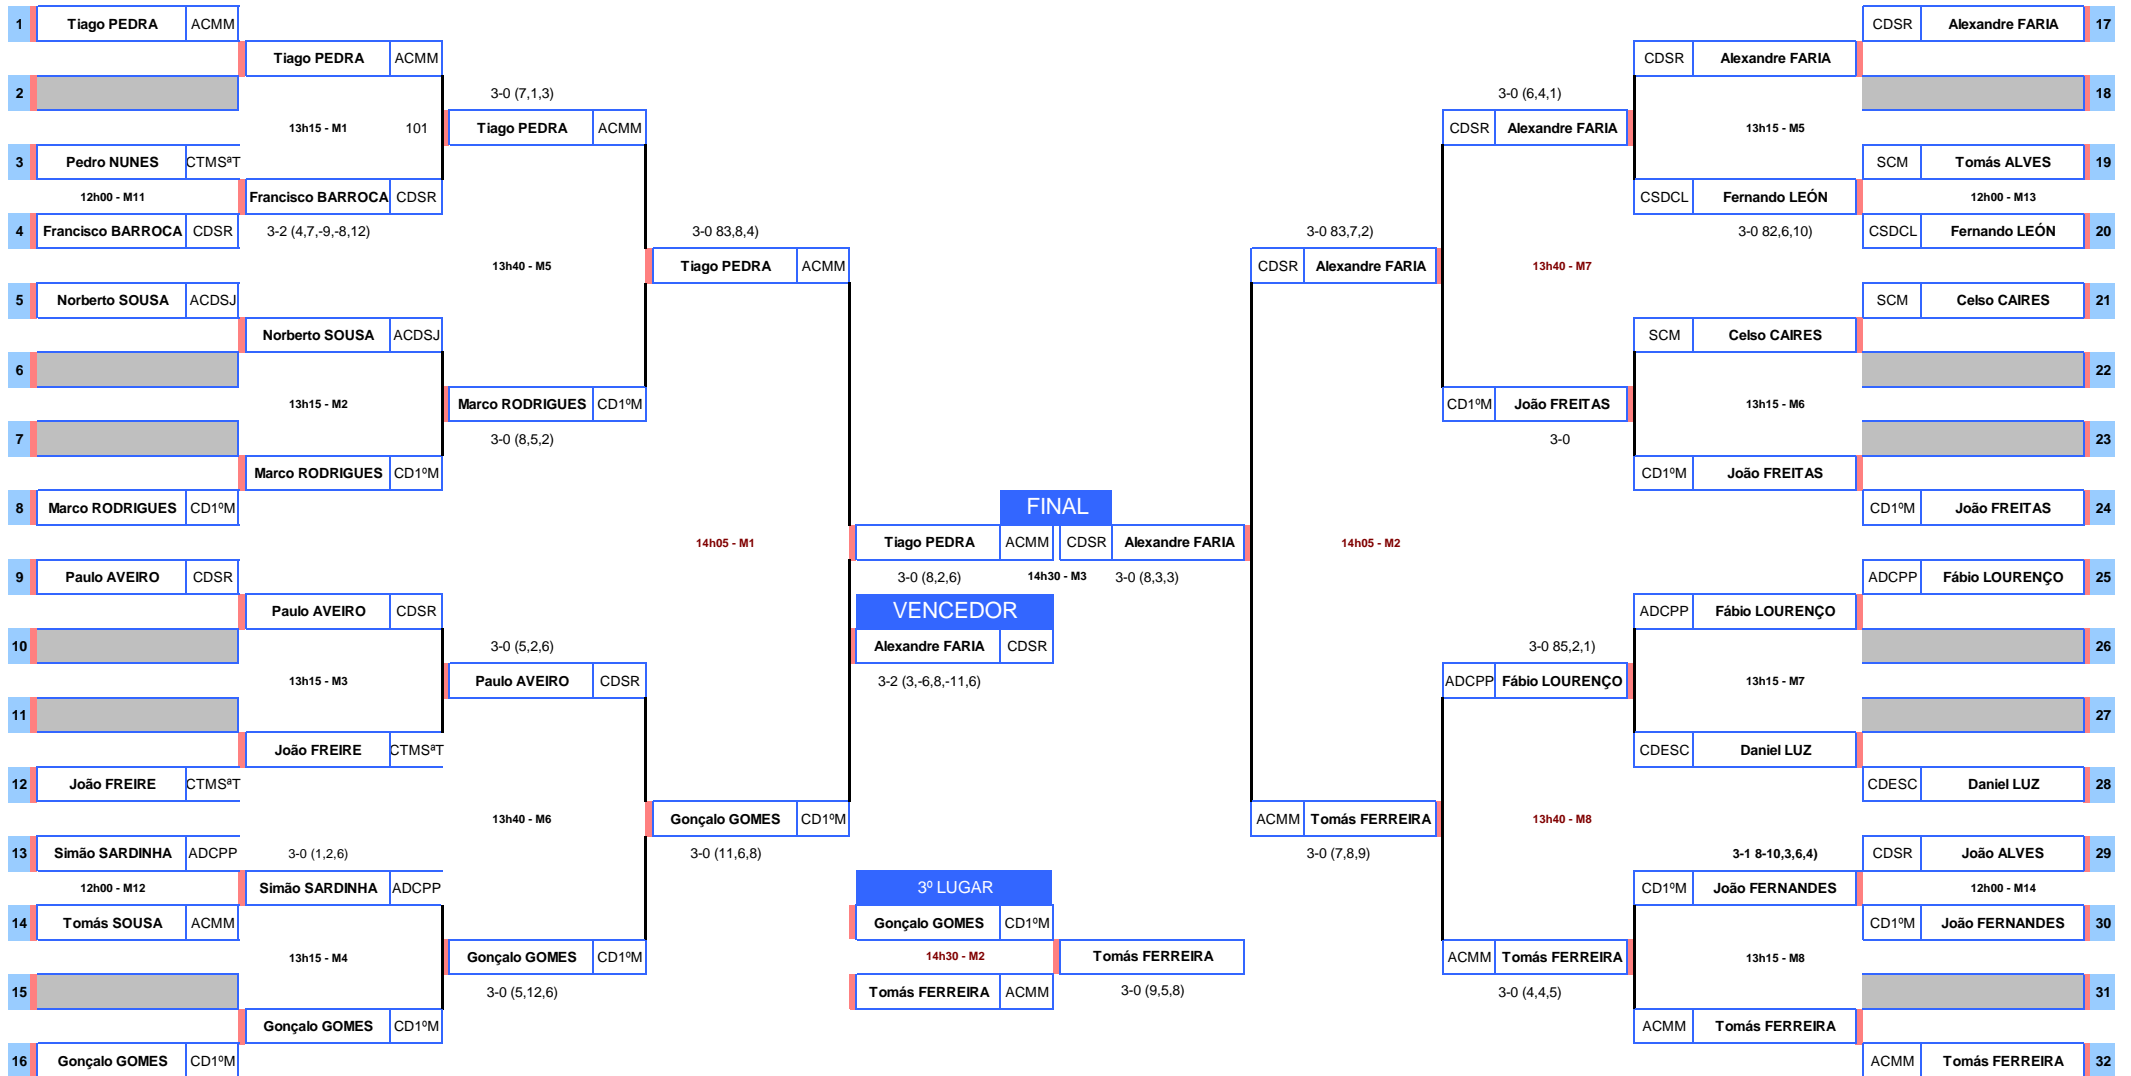 1 Tiago PEDRA ACMM CDSR Alexandre FARIA 17
Tiago PEDRA ACMM CDSR Alexandre FARIA
2 3-0 (7,1,3) 3-0 (6,4,1) 18
13h15 - M1 101 Tiago PEDRA ACMM CDSR Alexandre FARIA 13h15 - M5
3 Pedro NUNES CTMSªT SCM Tomás ALVES 19
12h00 - M11 Francisco BARROCA CDSR CSDCL Fernando LEÓN 12h00 - M13
4 Francisco BARROCA CDSR 3-2 (4,7,-9,-8,12) 3-0 83,8,4) 3-0 83,7,2) 3-0 82,6,10) CSDCL Fernando LEÓN 20
13h40 - M5 Tiago PEDRA ACMM CDSR Alexandre FARIA 13h40 - M7
5 Norberto SOUSA ACDSJ SCM Celso CAIRES 21
Norberto SOUSA ACDSJ SCM Celso CAIRES
6 22
13h15 - M2 Marco RODRIGUES CD1ºM CD1ºM João FREITAS 13h15 - M6
7 3-0 (8,5,2) 3-0 23
Marco RODRIGUES CD1ºM CD1ºM João FREITAS
8 Marco RODRIGUES CD1ºM FINAL CD1ºM João FREITAS 24
14h05 - M1 Tiago PEDRA ACMM CDSR Alexandre FARIA 14h05 - M2
9 Paulo AVEIRO CDSR 3-0 (8,2,6) 14h30 - M3 3-0 (8,3,3) ADCPP Fábio LOURENÇO 25
Paulo AVEIRO CDSR VENCEDOR ADCPP Fábio LOURENÇO
10 3-0 (5,2,6) Alexandre FARIA CDSR 3-0 85,2,1) 26
13h15 - M3 Paulo AVEIRO CDSR 3-2 (3,-6,8,-11,6) ADCPP Fábio LOURENÇO 13h15 - M7
11 27
João FREIRE CTMSªT CDESC Daniel LUZ
12 João FREIRE CTMSªT CDESC Daniel LUZ 28
13h40 - M6 Gonçalo GOMES CD1ºM ACMM Tomás FERREIRA 13h40 - M8
13 Simão SARDINHA ADCPP 3-0 (1,2,6) 3-0 (11,6,8) 3-0 (7,8,9) 3-1 8-10,3,6,4) CDSR João ALVES 29
12h00 - M12 Simão SARDINHA ADCPP 3º LUGAR CD1ºM João FERNANDES 12h00 - M14
14 Tomás SOUSA ACMM Gonçalo GOMES CD1ºM CD1ºM João FERNANDES 30
13h15 - M4 Gonçalo GOMES CD1ºM 14h30 - M2 Tomás FERREIRA ACMM Tomás FERREIRA 13h15 - M8
15 3-0 (5,12,6) Tomás FERREIRA ACMM 3-0 (9,5,8) 3-0 (4,4,5) 31
Gonçalo GOMES CD1ºM ACMM Tomás FERREIRA
16 Gonçalo GOMES CD1ºM ACMM Tomás FERREIRA 32